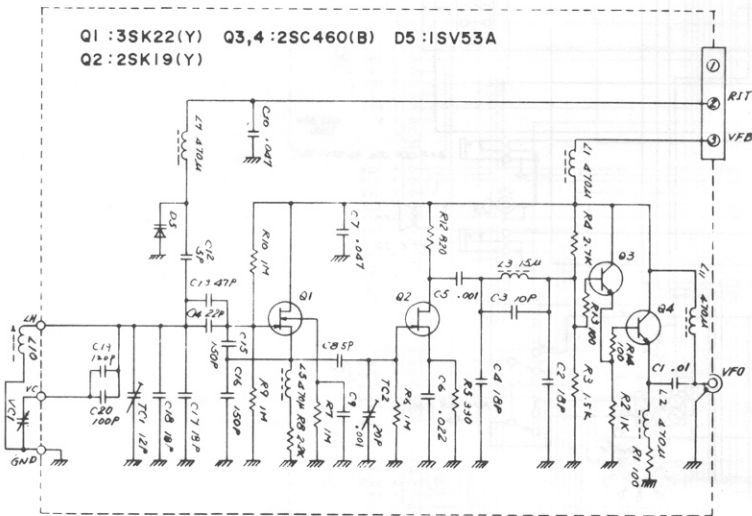 Q1 :3SK22(Y) Q3,4 :2SC460(B) D5 :1SV53A
Q2 :2SK19(Y)
1
2
RIT
3
VFB
L7 470μ
C10 .047
L1 470μ
D5
C12 5P
R10 1M
C7 .047
R12 820
R4 2.7K
Q3
L11 470μ
C13 47P
Q1
Q2
C5 .001
L3 15μ
C3 10P
R13 100
Q4
LH
C14 22P
C15 150P
C8 5P
L10
C19 120P
R14 100
C1 .01
VFO
VC
VC1
C20 100P
TC1 12P
C18 18P
C17 18P
C16 150P
R9 1M
L5 470μ
R8 2.2K
R7 1M
C9 .001
TC2 20P
R6 1M
C6 .022
R5 330
C4 18P
C2 18P
R3 1.5K
R2 1K
L2 470μ
R1 100
GND